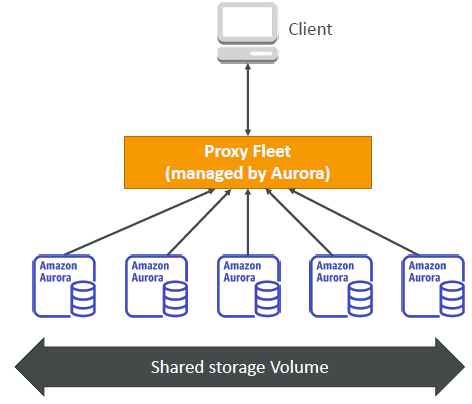 Client
Proxy Fleet
(managed by Aurora)
Amazon
Aurora
Amazon
Aurora
Amazon
Aurora
Amazon
Aurora
Amazon
Aurora
Shared storage Volume